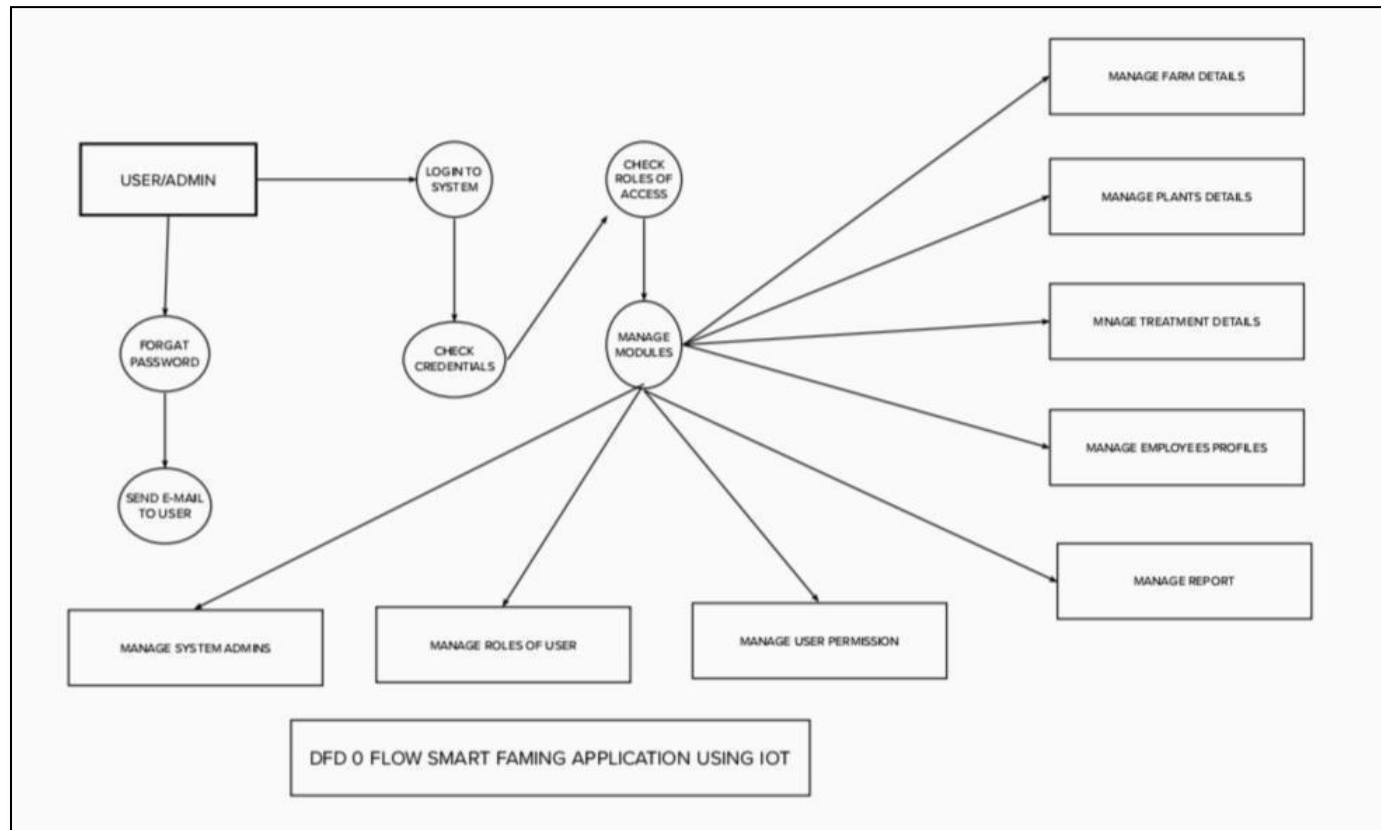 USER/ADMIN
LOGIN TO
SYSTEM
CHECK
ROLES OF
ACCESS
MANAGE FARM DETAILS
MANAGE PLANTS DETAILS
MNAGE TREATMENT DETAILS
MANAGE EMPLOYEES PROFILES
MANAGE REPORT
FORGAT
PASSWORD
CHECK
CREDENTIALS
MANAGE
MODULES
SEND E-MAIL
TO USER
MANAGE SYSTEM ADMINS
MANAGE ROLES OF USER
MANAGE USER PERMISSION
DFD 0 FLOW SMART FAMING APPLICATION USING IOT